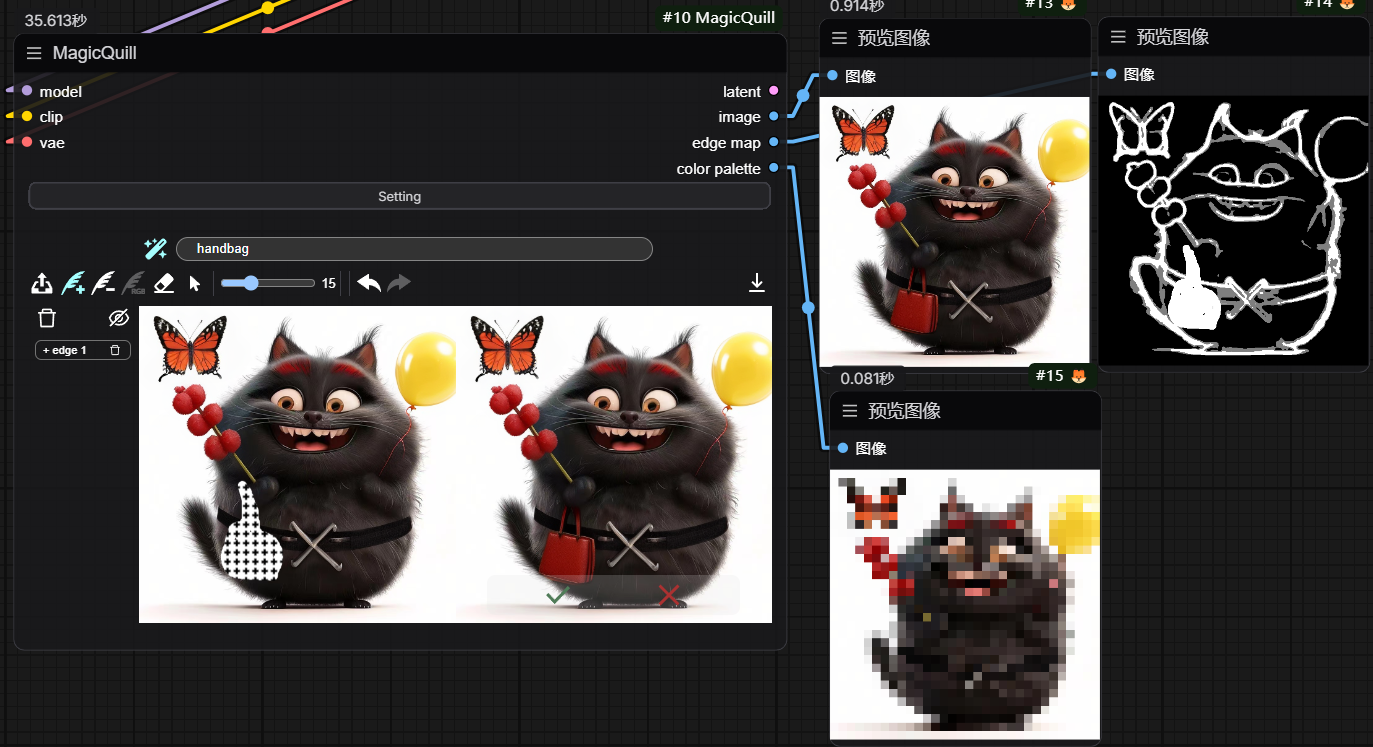 35.613秒
#10 MagicQuill
MagicQuill
model
latent
clip
image
vae
edge map
color palette
Setting
handbag
RGB
15
+ edge 1
0.914秒
#13
预览图像
图像
#14
预览图像
图像
0.081秒
#15
预览图像
图像